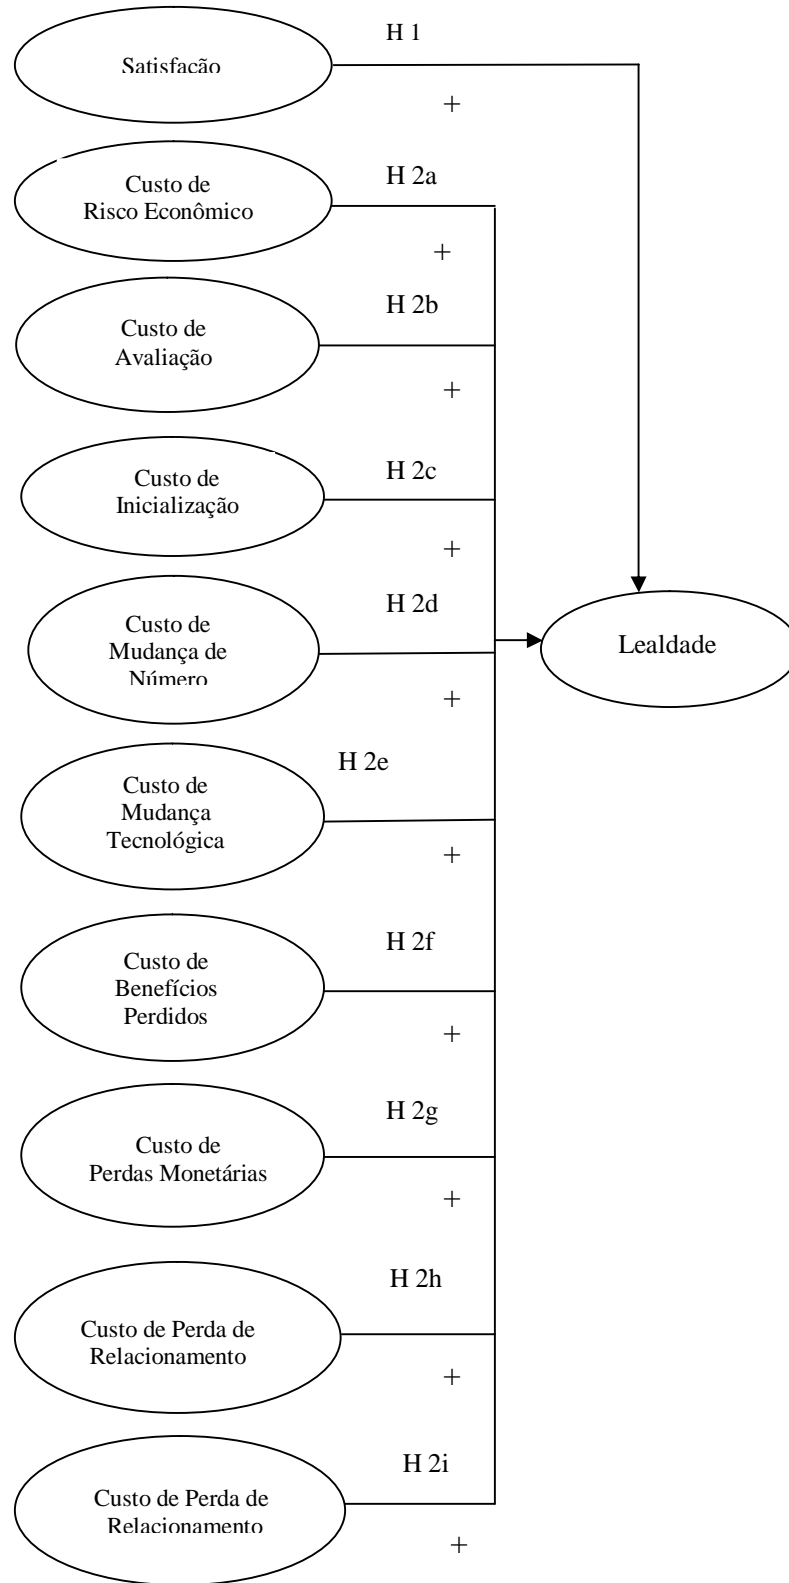 H 1
Satisfação
+
H 2a
Custo de
Risco Econômico
+
H 2b
Custo de
Avaliação
+
H 2c
Custo de
Inicialização
+
H 2d
Custo de
Mudança de
Número
Lealdade
+
H 2e
Custo de
Mudança
Tecnológica
+
H 2f
Custo de
Benefícios
Perdidos
+
H 2g
Custo de
Perdas Monetárias
+
H 2h
Custo de Perda de
Relacionamento
+
H 2i
Custo de Perda de
Relacionamento
+